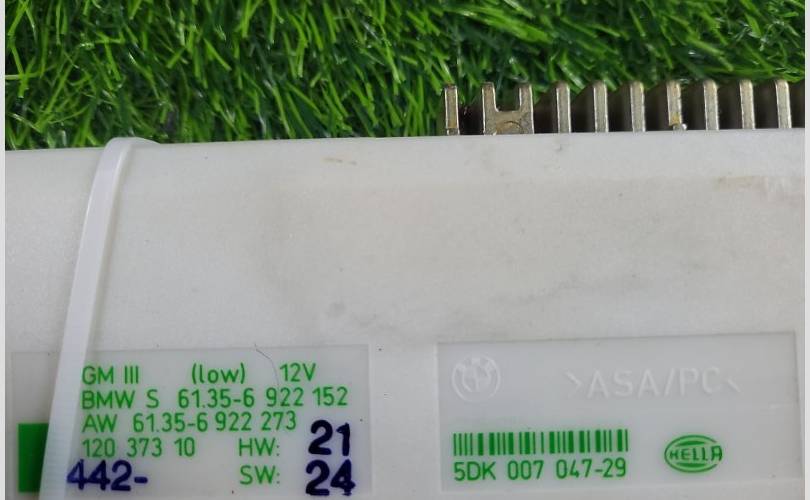 GM III (low) 12V
BMW S 61.35-6 922 152
AW 61.35-6 922 273
120 373 10 HW: 21
442- SW: 24
>ASA/PC<
5DK 007 047-29
HELLA